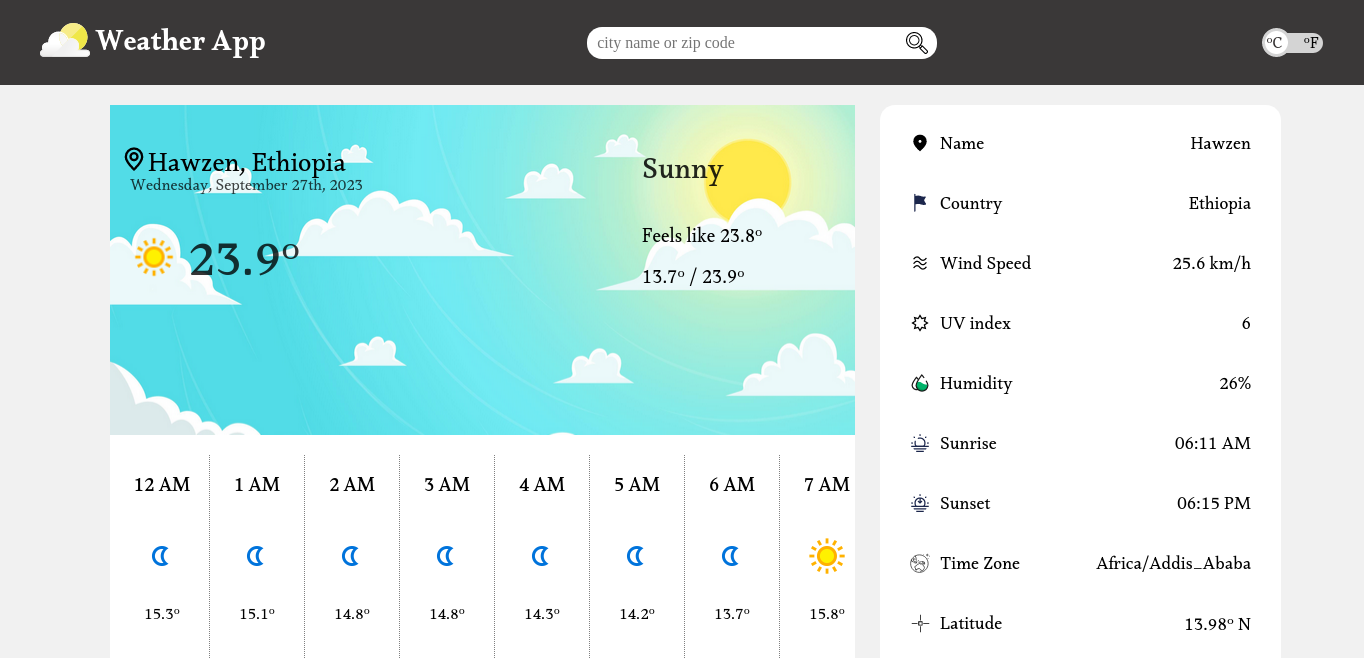 Weather App
city name or zip code
ºC ºF
Hawzen, Ethiopia
Wednesday, September 27th, 2023
23.9º
Sunny
Feels like 23.8º
13.7º / 23.9º
12 AM 1 AM 2 AM 3 AM 4 AM 5 AM 6 AM 7 AM
15.3º 15.1º 14.8º 14.8º 14.3º 14.2º 13.7º 15.8º
Name Hawzen
Country Ethiopia
Wind Speed 25.6 km/h
UV index 6
Humidity 26%
Sunrise 06:11 AM
Sunset 06:15 PM
Time Zone Africa/Addis_Ababa
Latitude 13.98º N